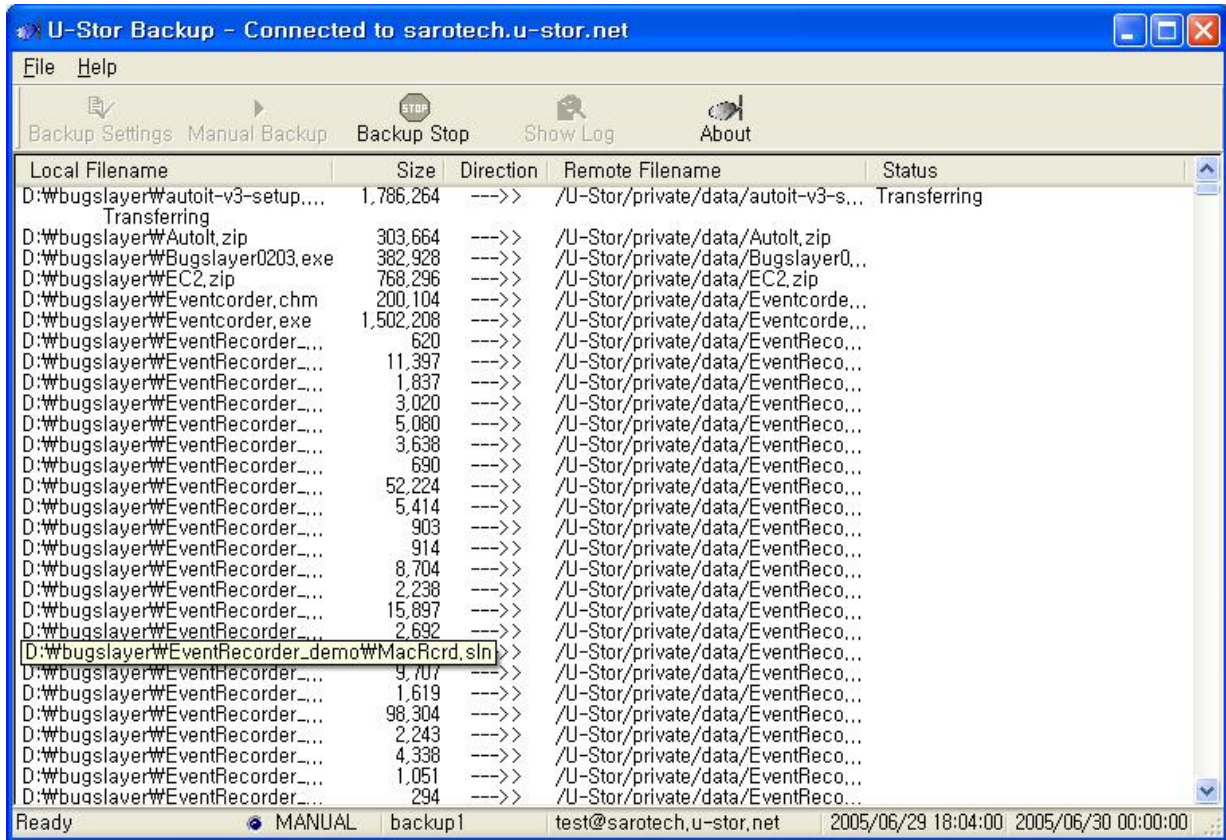 U-Stor Backup - Connected to sarotech.u-stor.net
File Help
STOP
Backup Settings Manual Backup Backup Stop Show Log About
Local Filename Size Direction Remote Filename Status
D:₩bugslayer₩autoit-v3-setup,... 1,786,264 --->> /U-Stor/private/data/autoit-v3-s... Transferring
Transferring
D:₩bugslayer₩AutoIt.zip 303,664 --->> /U-Stor/private/data/AutoIt.zip
D:₩bugslayer₩Bugslayer0203.exe 382,928 --->> /U-Stor/private/data/Bugslayer0...
D:₩bugslayer₩EC2.zip 768,296 --->> /U-Stor/private/data/EC2.zip
D:₩bugslayer₩Eventcorder.chm 200,104 --->> /U-Stor/private/data/Eventcorde...
D:₩bugslayer₩Eventcorder.exe 1,502,208 --->> /U-Stor/private/data/Eventcorde...
D:₩bugslayer₩EventRecorder_... 620 --->> /U-Stor/private/data/EventReco...
D:₩bugslayer₩EventRecorder_... 11,397 --->> /U-Stor/private/data/EventReco...
D:₩bugslayer₩EventRecorder_... 1,837 --->> /U-Stor/private/data/EventReco...
D:₩bugslayer₩EventRecorder_... 3,020 --->> /U-Stor/private/data/EventReco...
D:₩bugslayer₩EventRecorder_... 5,080 --->> /U-Stor/private/data/EventReco...
D:₩bugslayer₩EventRecorder_... 3,638 --->> /U-Stor/private/data/EventReco...
D:₩bugslayer₩EventRecorder_... 690 --->> /U-Stor/private/data/EventReco...
D:₩bugslayer₩EventRecorder_... 52,224 --->> /U-Stor/private/data/EventReco...
D:₩bugslayer₩EventRecorder_... 5,414 --->> /U-Stor/private/data/EventReco...
D:₩bugslayer₩EventRecorder_... 903 --->> /U-Stor/private/data/EventReco...
D:₩bugslayer₩EventRecorder_... 914 --->> /U-Stor/private/data/EventReco...
D:₩bugslayer₩EventRecorder_... 8,704 --->> /U-Stor/private/data/EventReco...
D:₩bugslayer₩EventRecorder_... 2,238 --->> /U-Stor/private/data/EventReco...
D:₩bugslayer₩EventRecorder_... 15,897 --->> /U-Stor/private/data/EventReco...
D:₩bugslayer₩EventRecorder_... 2,692 --->> /U-Stor/private/data/EventReco...
D:₩bugslayer₩EventRecorder_demo₩MacRcrd.sln >> /U-Stor/private/data/EventReco...
D:₩bugslayer₩EventRecorder_... 9,707 --->> /U-Stor/private/data/EventReco...
D:₩bugslayer₩EventRecorder_... 1,619 --->> /U-Stor/private/data/EventReco...
D:₩bugslayer₩EventRecorder_... 98,304 --->> /U-Stor/private/data/EventReco...
D:₩bugslayer₩EventRecorder_... 2,243 --->> /U-Stor/private/data/EventReco...
D:₩bugslayer₩EventRecorder_... 4,338 --->> /U-Stor/private/data/EventReco...
D:₩bugslayer₩EventRecorder_... 1,051 --->> /U-Stor/private/data/EventReco...
D:₩bugslayer₩EventRecorder_... 294 --->> /U-Stor/private/data/EventReco...
Ready MANUAL backup1 test@sarotech.u-stor.net 2005/06/29 18:04:00 2005/06/30 00:00:00